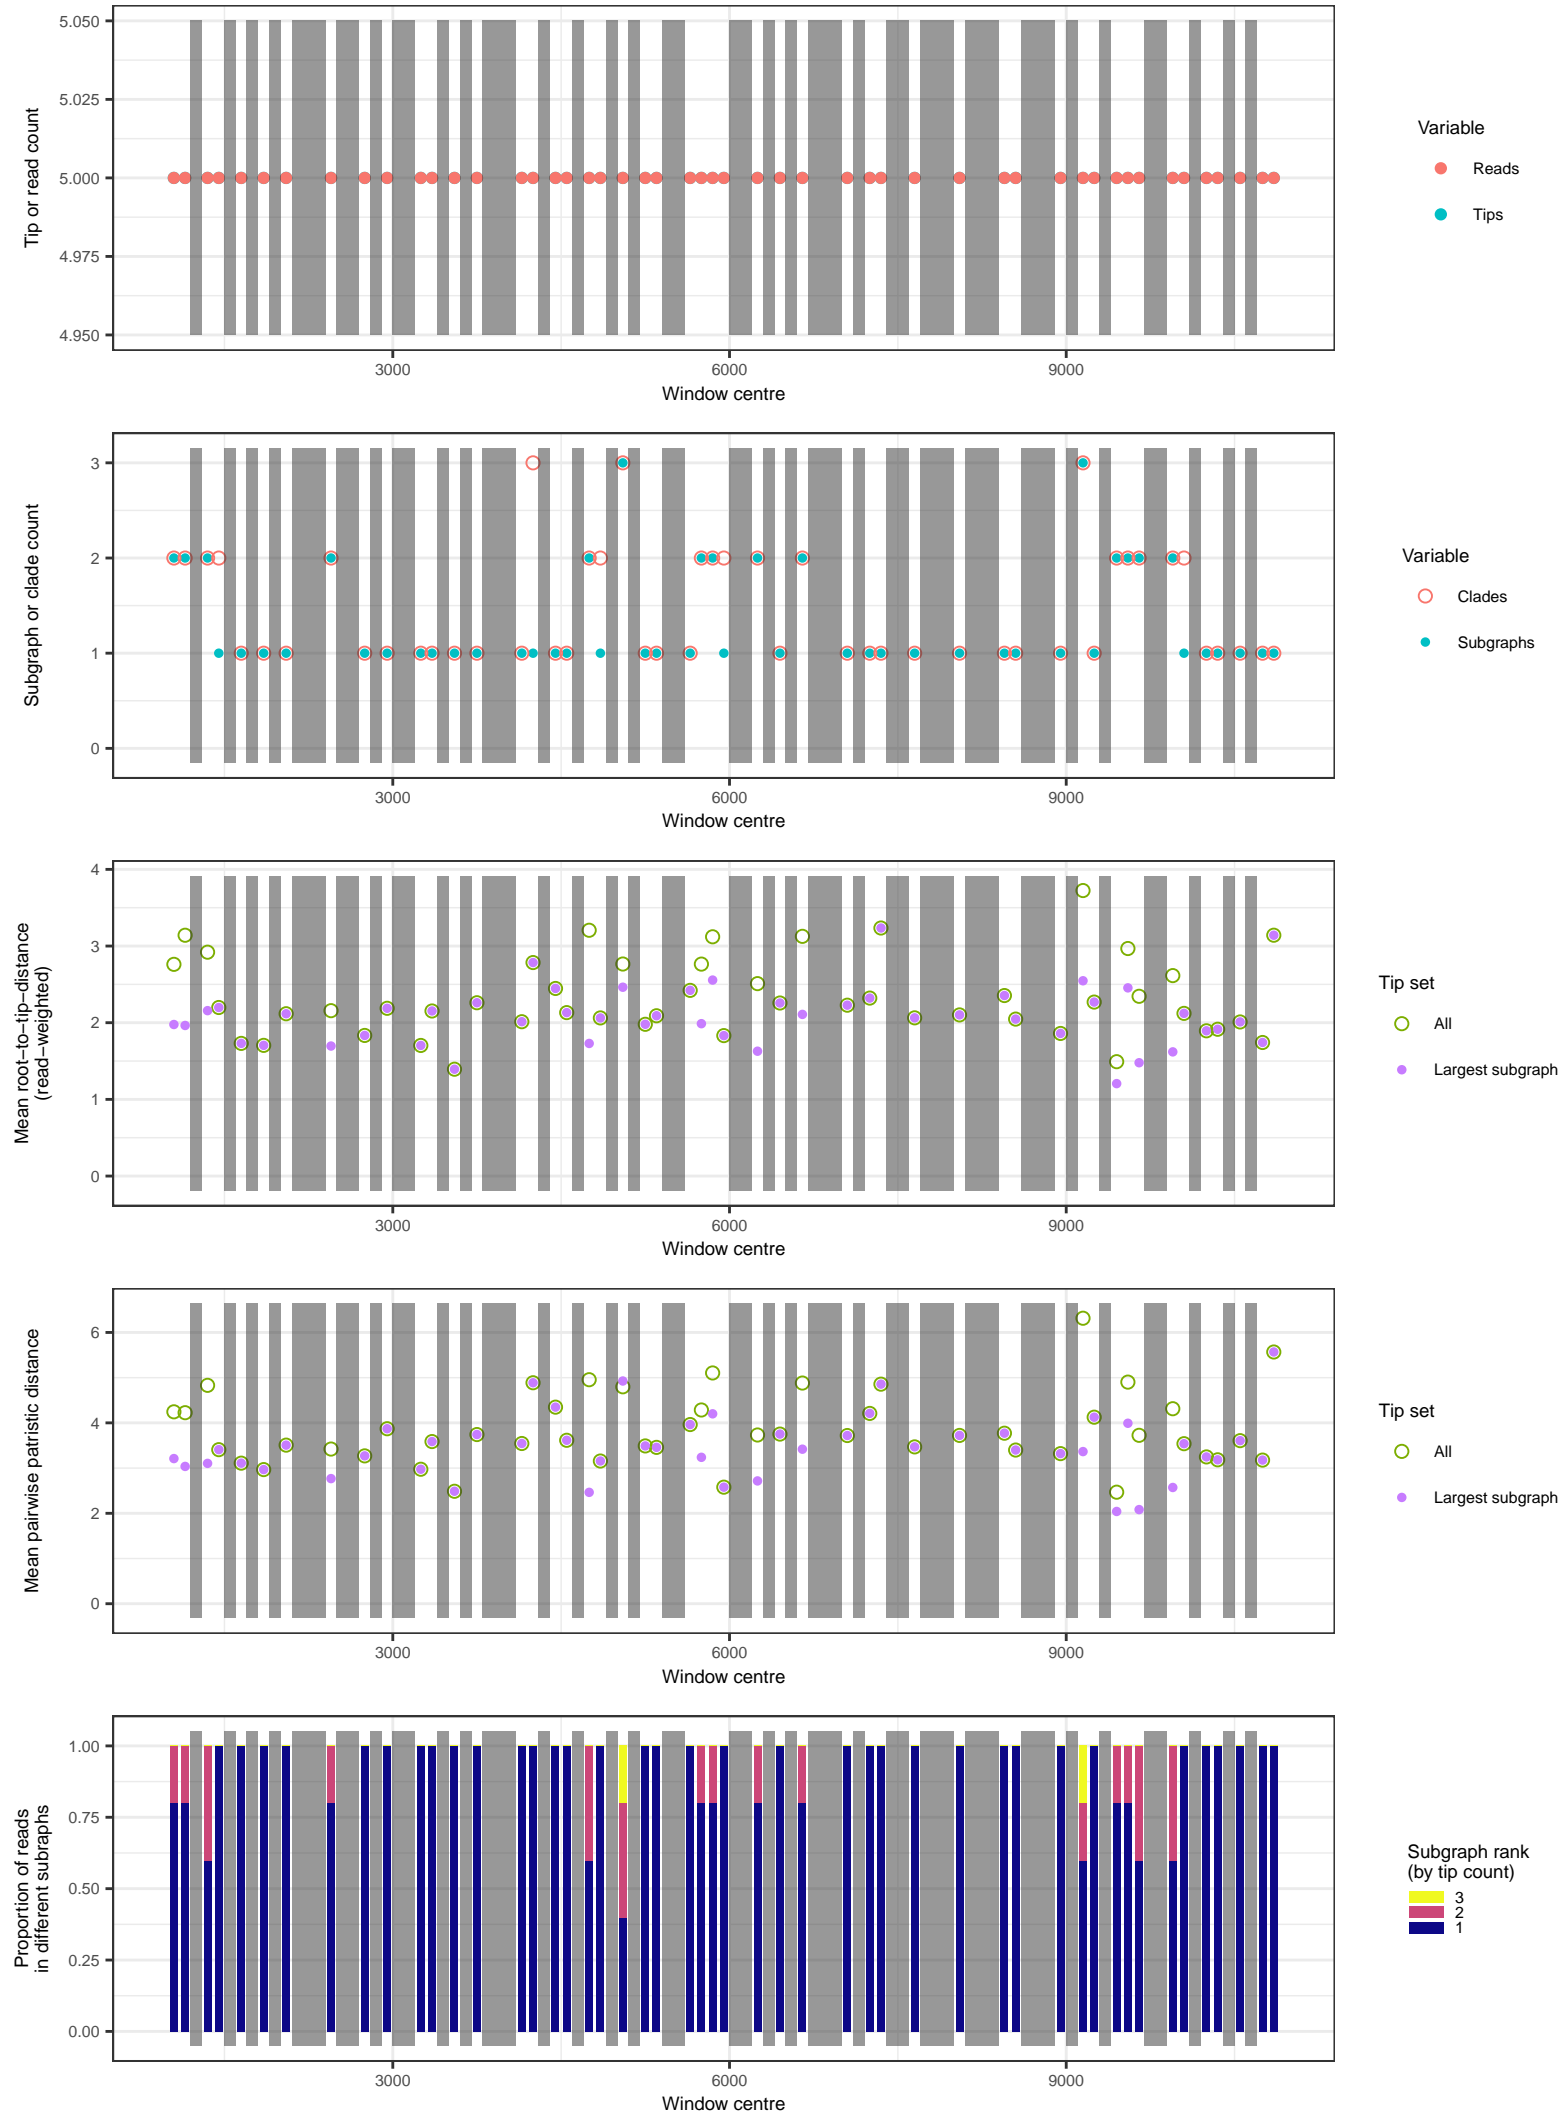 5.050
5.025
5.000
4.975
4.950
Tip or read count
3000 6000 9000
Window centre
Variable
Reads
Tips
3
2
1
0
Subgraph or clade count
3000 6000 9000
Window centre
Variable
Clades
Subgraphs
4
3
2
1
0
Mean root−to−tip−distance
(read−weighted)
3000 6000 9000
Window centre
Tip set
All
Largest subgraph
6
4
2
0
Mean pairwise patristic distance
3000 6000 9000
Window centre
Tip set
All
Largest subgraph
1.00
0.75
0.50
0.25
0.00
Proportion of reads
in different subraphs
3000 6000 9000
Window centre
Subgraph rank
(by tip count)
3
2
1